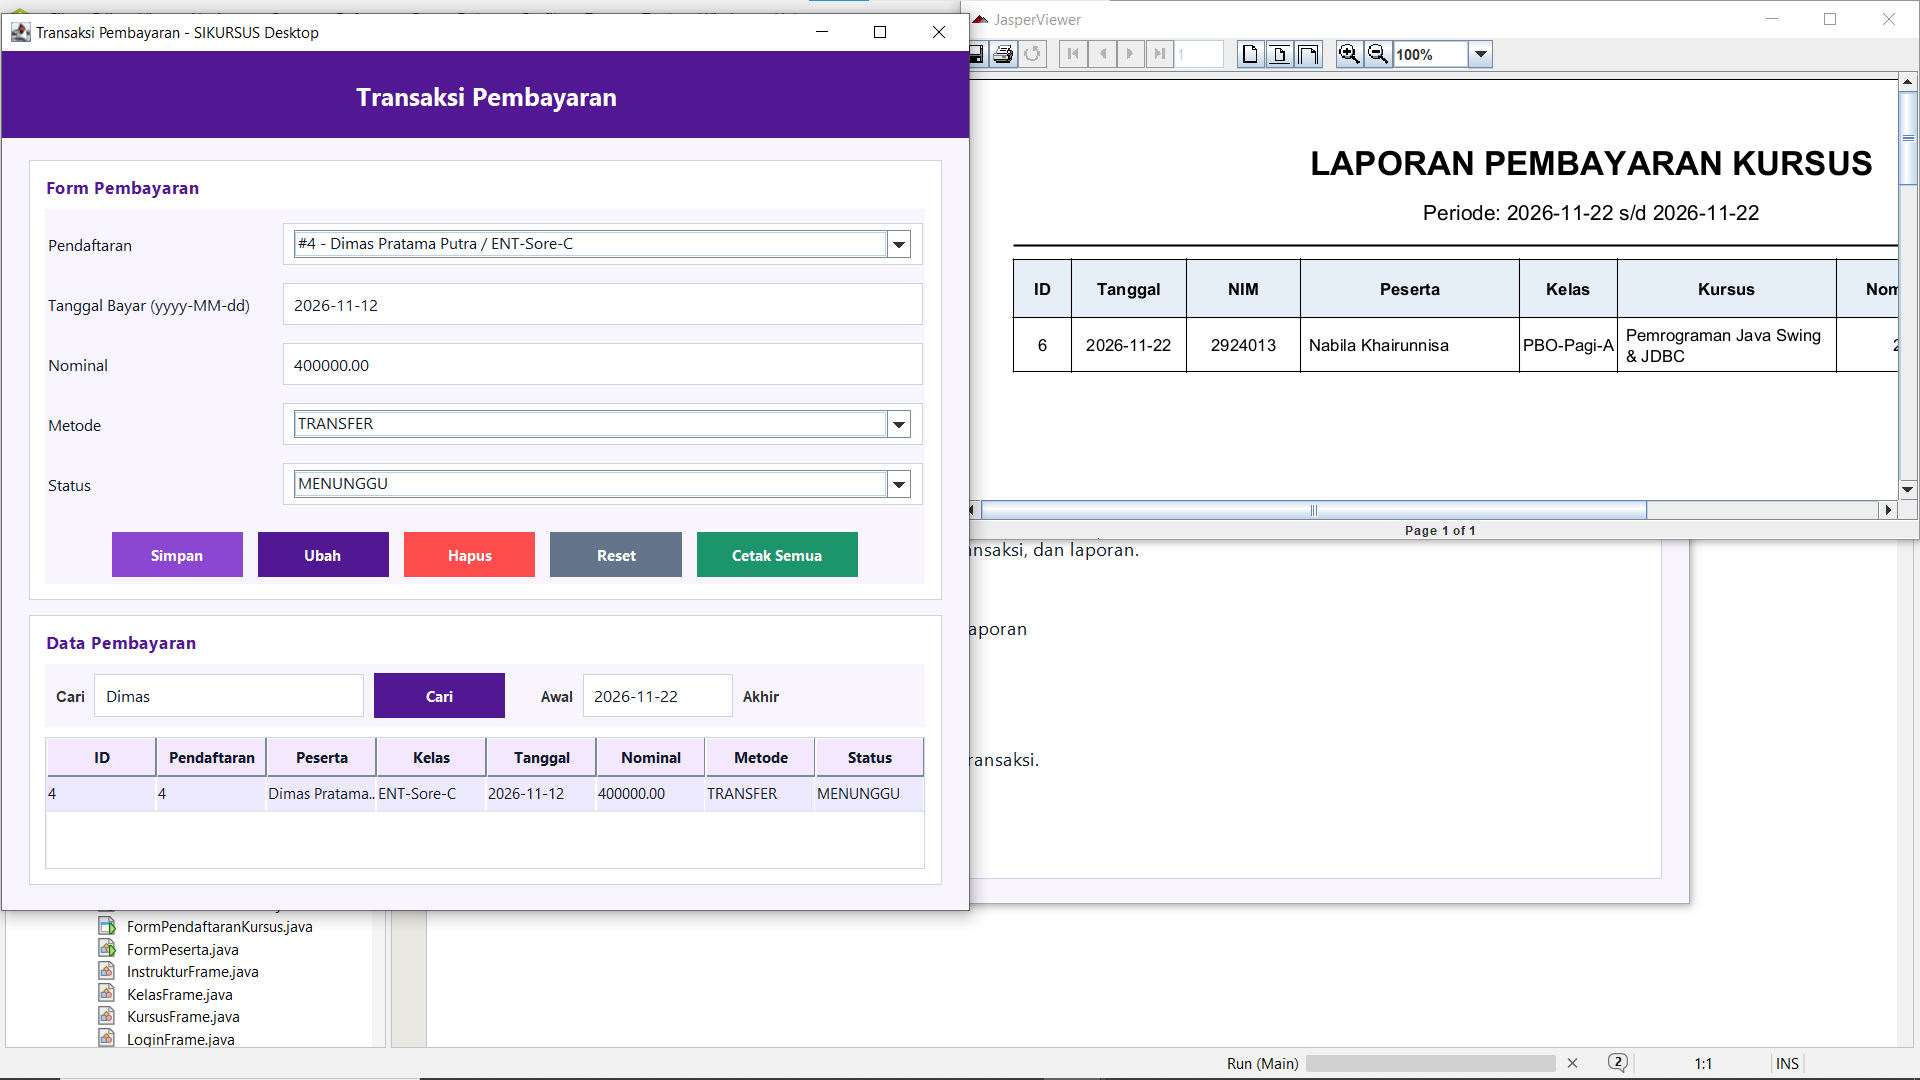 Transaksi Pembayaran - SIKURSUS Desktop
Transaksi Pembayaran
Form Pembayaran
Pendaftaran
#4 - Dimas Pratama Putra / ENT-Sore-C
Tanggal Bayar (yyyy-MM-dd)
2026-11-12
Nominal
400000.00
Metode
TRANSFER
Status
MENUNGGU
Simpan Ubah Hapus Reset Cetak Semua
Data Pembayaran
Cari Dimas Cari Awal 2026-11-22 Akhir
ID Pendaftaran Peserta Kelas Tanggal Nominal Metode Status
4 4 Dimas Pratama... ENT-Sore-C 2026-11-12 400000.00 TRANSFER MENUNGGU
JasperViewer
1 100%
LAPORAN PEMBAYARAN KURSUS
Periode: 2026-11-22 s/d 2026-11-22
ID Tanggal NIM Peserta Kelas Kursus Nom
6 2026-11-22 2924013 Nabila Khairunnisa PBO-Pagi-A Pemrograman Java Swing
& JDBC 2
Page 1 of 1
ansaksi, dan laporan.
aporan
ransaksi.
FormPendaftaranKursus.java
FormPeserta.java
InstrukturFrame.java
KelasFrame.java
KursusFrame.java
LoginFrame.java
Run (Main) 2 1:1 INS